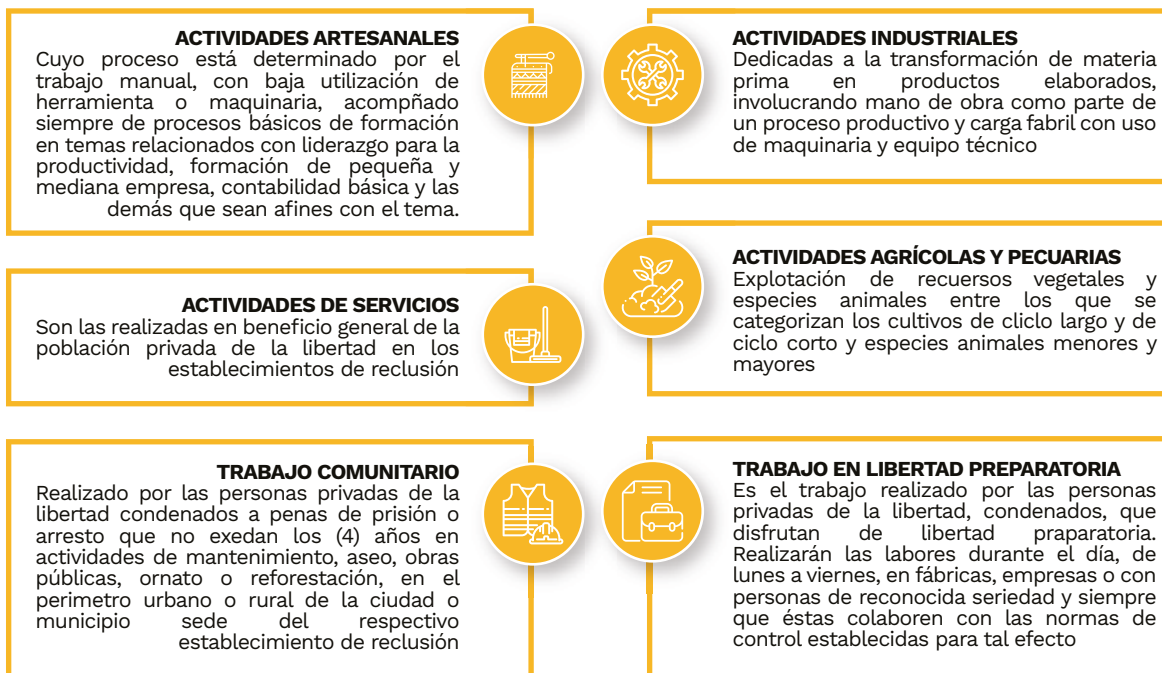 ACTIVIDADES ARTESANALES
Cuyo proceso está determinado por el
trabajo manual, con baja utilización de
herramienta o maquinaria, acompñado
siempre de procesos básicos de formación
en temas relacionados con liderazgo para la
productividad, formación de pequeña y
mediana empresa, contabilidad básica y las
demás que sean afines con el tema.
ACTIVIDADES INDUSTRIALES
Dedicadas a la transformación de materia
prima en productos elaborados,
involucrando mano de obra como parte de
un proceso productivo y carga fabril con uso
de maquinaria y equipo técnico
ACTIVIDADES DE SERVICIOS
Son las realizadas en beneficio general de la
población privada de la libertad en los
establecimientos de reclusión
ACTIVIDADES AGRÍCOLAS Y PECUARIAS
Explotación de recuersos vegetales y
especies animales entre los que se
categorizan los cultivos de cliclo largo y de
ciclo corto y especies animales menores y
mayores
TRABAJO COMUNITARIO
Realizado por las personas privadas de la
libertad condenados a penas de prisión o
arresto que no exedan los (4) años en
actividades de mantenimiento, aseo, obras
públicas, ornato o reforestación, en el
perimetro urbano o rural de la ciudad o
municipio sede del respectivo
establecimiento de reclusión
TRABAJO EN LIBERTAD PREPARATORIA
Es el trabajo realizado por las personas
privadas de la libertad, condenados, que
disfrutan de libertad praparatoria.
Realizarán las labores durante el día, de
lunes a viernes, en fábricas, empresas o con
personas de reconocida seriedad y siempre
que éstas colaboren con las normas de
control establecidas para tal efecto